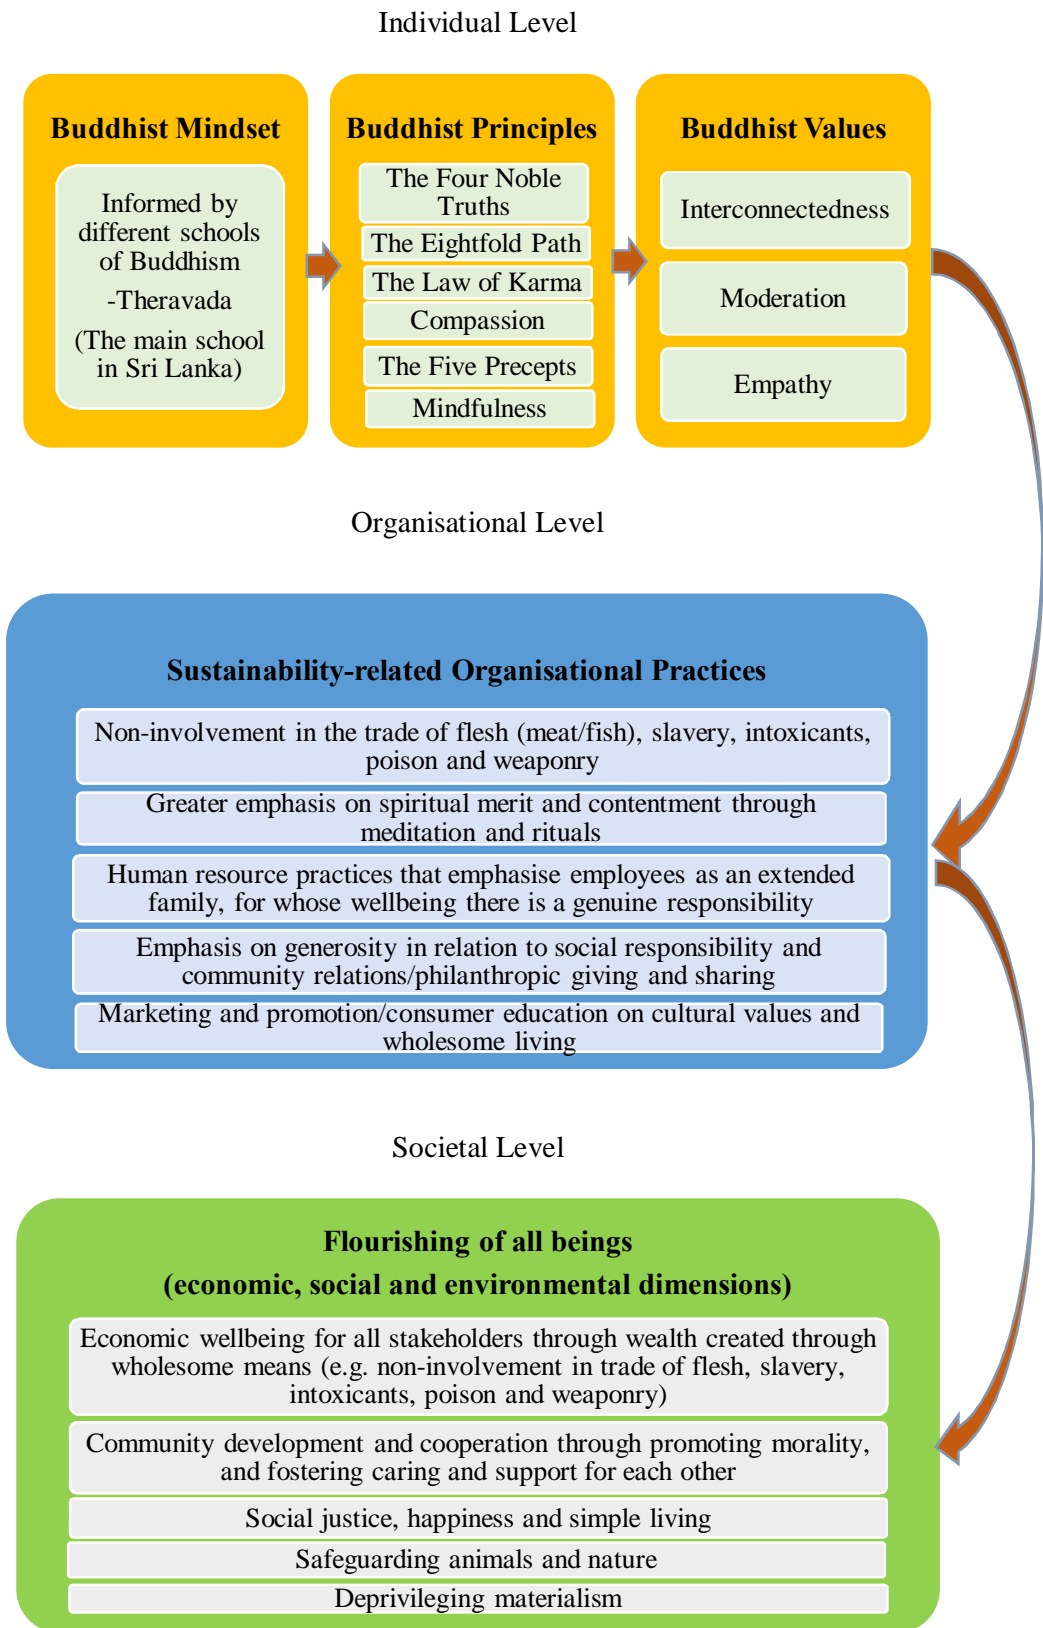 Individual Level
Buddhist Mindset
Informed by
different schools
of Buddhism
-Theravada
(The main school
in Sri Lanka)
Buddhist Principles
The Four Noble
Truths
The Eightfold Path
The Law of Karma
Compassion
The Five Precepts
Mindfulness
Buddhist Values
Interconnectedness
Moderation
Empathy
Organisational Level
Sustainability-related Organisational Practices
Non-involvement in the trade of flesh (meat/fish), slavery, intoxicants,
poison and weaponry
Greater emphasis on spiritual merit and contentment through
meditation and rituals
Human resource practices that emphasise employees as an extended
family, for whose wellbeing there is a genuine responsibility
Emphasis on generosity in relation to social responsibility and
community relations/philanthropic giving and sharing
Marketing and promotion/consumer education on cultural values and
wholesome living
Societal Level
Flourishing of all beings
(economic, social and environmental dimensions)
Economic wellbeing for all stakeholders through wealth created through
wholesome means (e.g. non-involvement in trade of flesh, slavery,
intoxicants, poison and weaponry)
Community development and cooperation through promoting morality,
and fostering caring and support for each other
Social justice, happiness and simple living
Safeguarding animals and nature
Deprivileging materialism